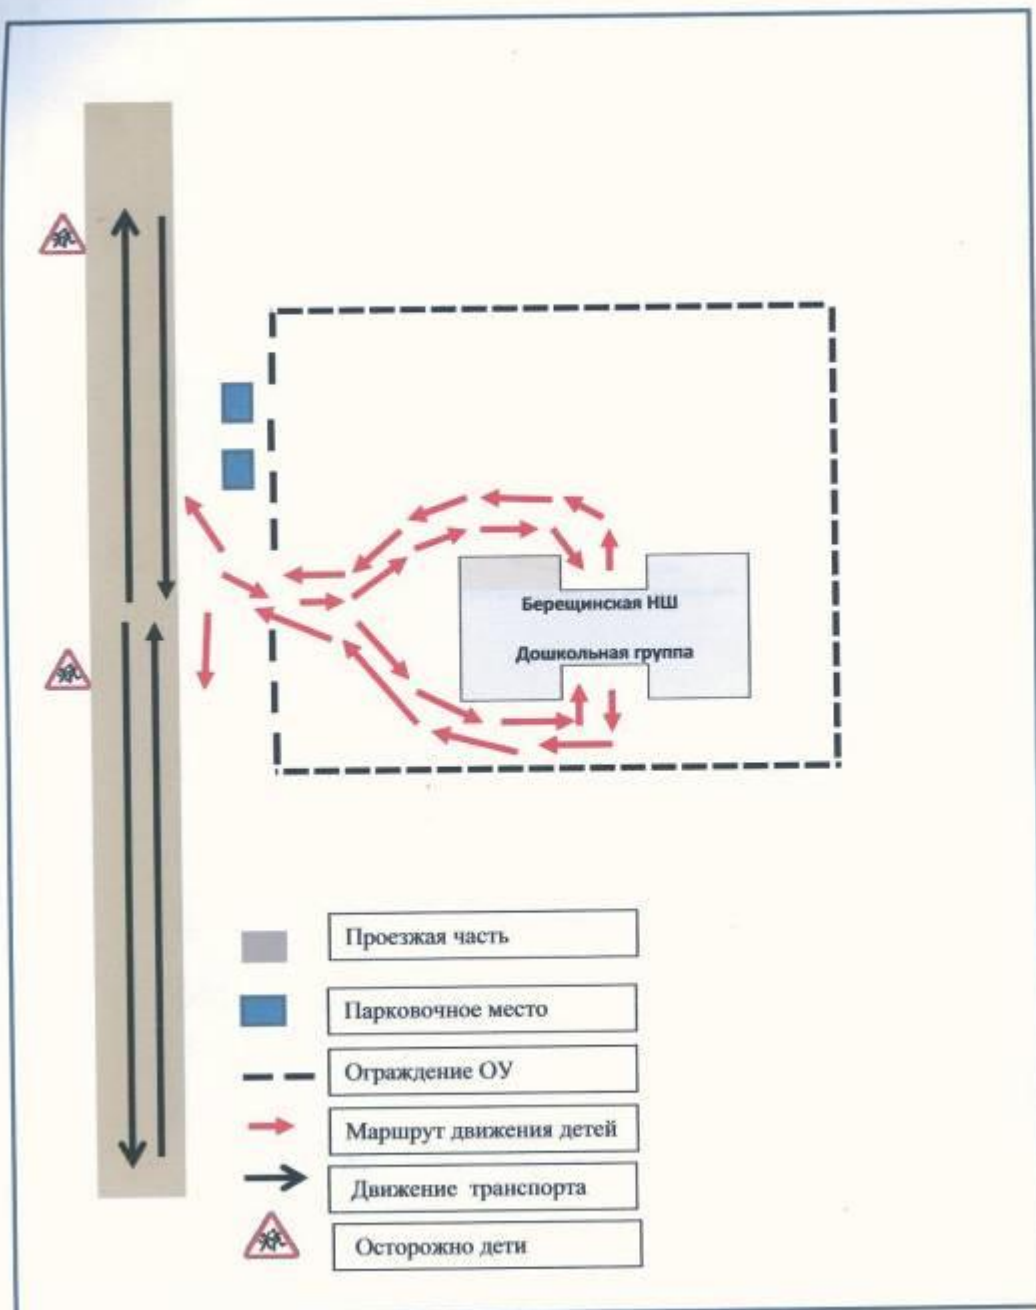 Берещинская НШ
Дошкольная группа
Проезжая часть
Парковочное место
Ограждение ОУ
Маршрут движения детей
Движение транспорта
Осторожно дети